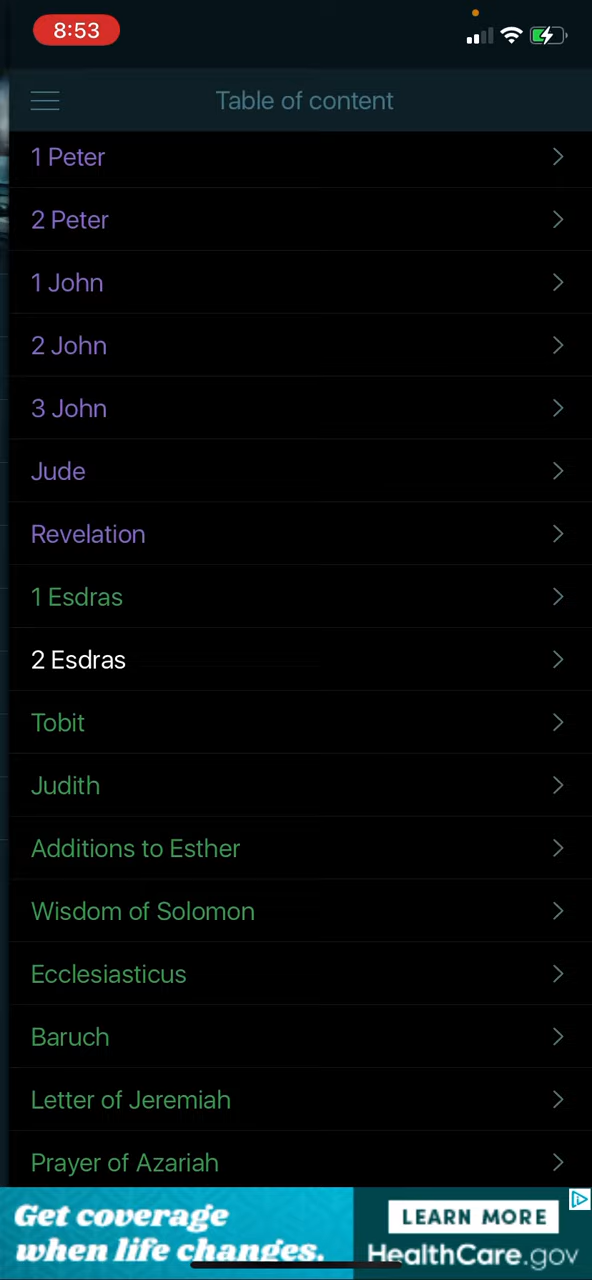 8:53
Table of content
1 Peter
2 Peter
1 John
2 John
3 John
Jude
Revelation
1 Esdras
2 Esdras
Tobit
Judith
Additions to Esther
Wisdom of Solomon
Ecclesiasticus
Baruch
Letter of Jeremiah
Prayer of Azariah
Get coverage
when life changes.
LEARN MORE
HealthCare.gov